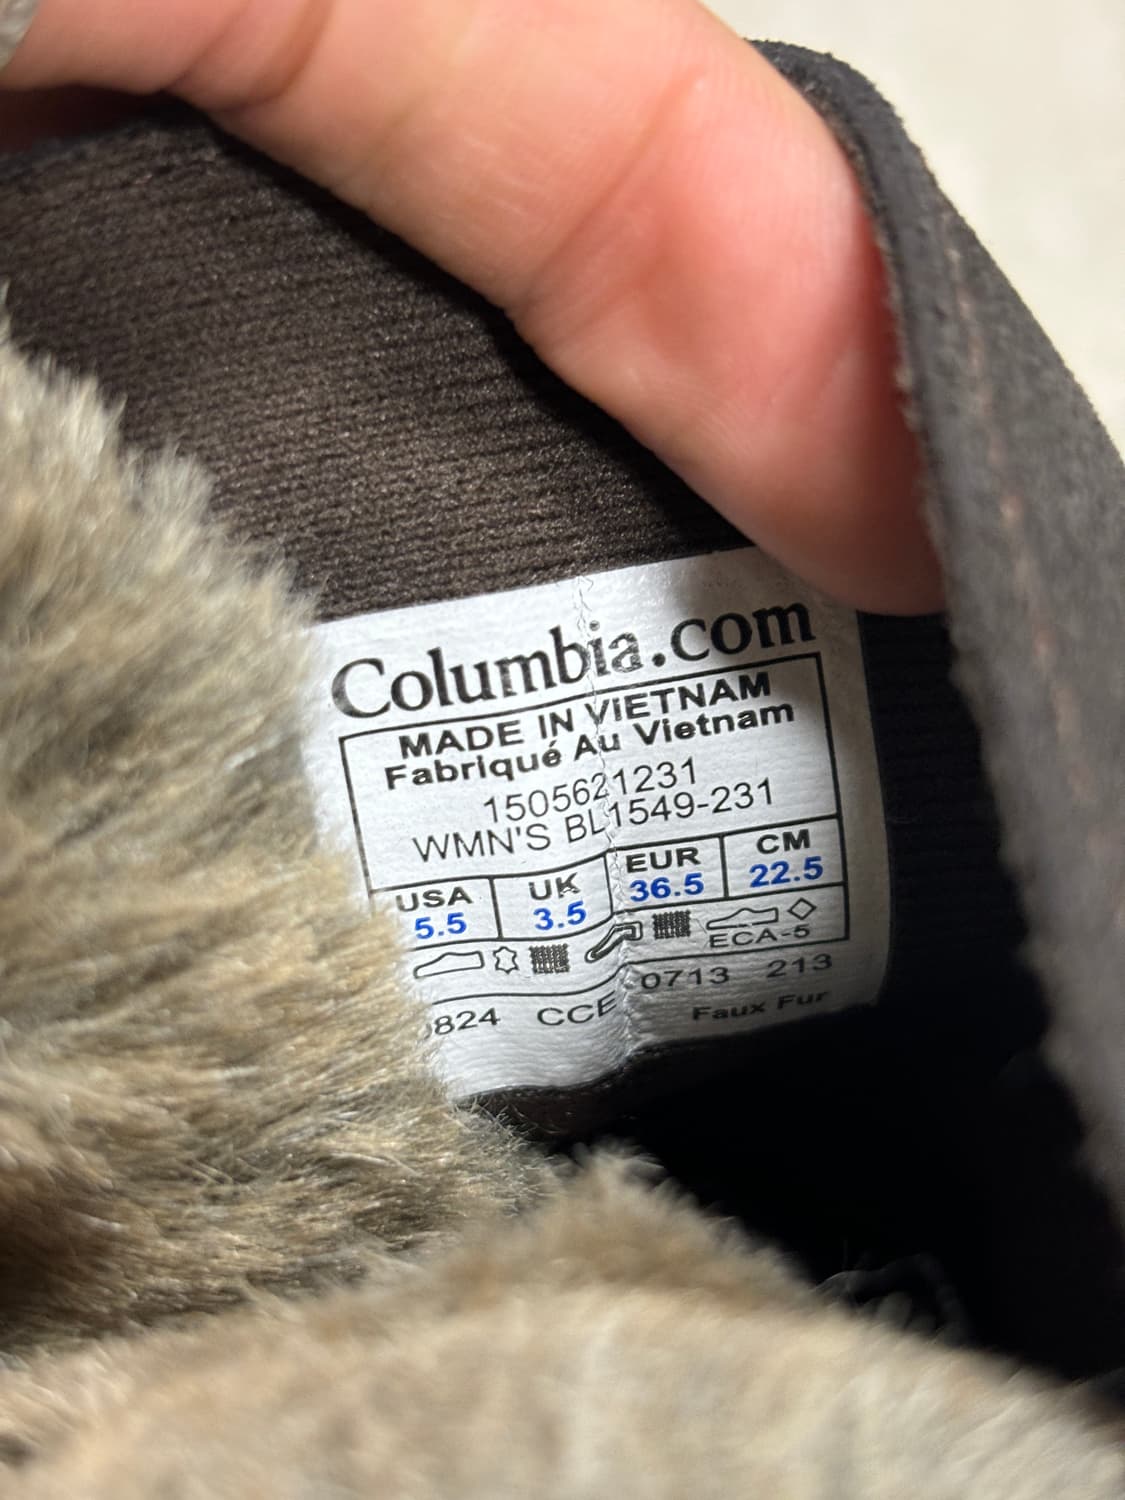 Columbia.com
MADE IN VIETNAM
Fabriqué Au Vietnam
1505621231
WMN'S BL1549-231
USA UK EUR CM
5.5 3.5 36.5 22.5
ECA-5
0824 CCE 0713 213
Faux Fur